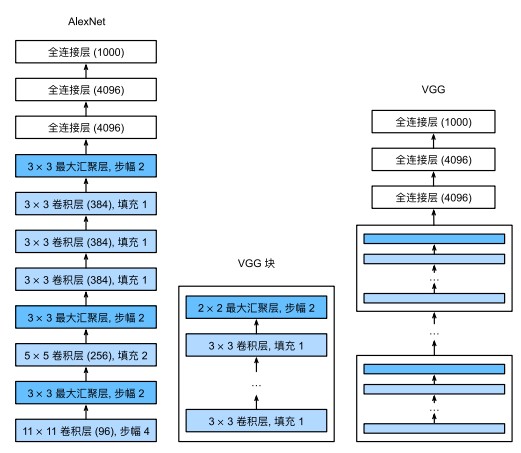 AlexNet
全连接层 (1000)
全连接层 (4096)
全连接层 (4096)
3 × 3 最大汇聚层, 步幅 2
3 × 3 卷积层 (384), 填充 1
3 × 3 卷积层 (384), 填充 1
3 × 3 卷积层 (384), 填充 1
3 × 3 最大汇聚层, 步幅 2
5 × 5 卷积层 (256), 填充 2
3 × 3 最大汇聚层, 步幅 2
11 × 11 卷积层 (96), 步幅 4
VGG 块
2 × 2 最大汇聚层, 步幅 2
3 × 3 卷积层, 填充 1
...
3 × 3 卷积层, 填充 1
VGG
全连接层 (1000)
全连接层 (4096)
全连接层 (4096)
...
...
...